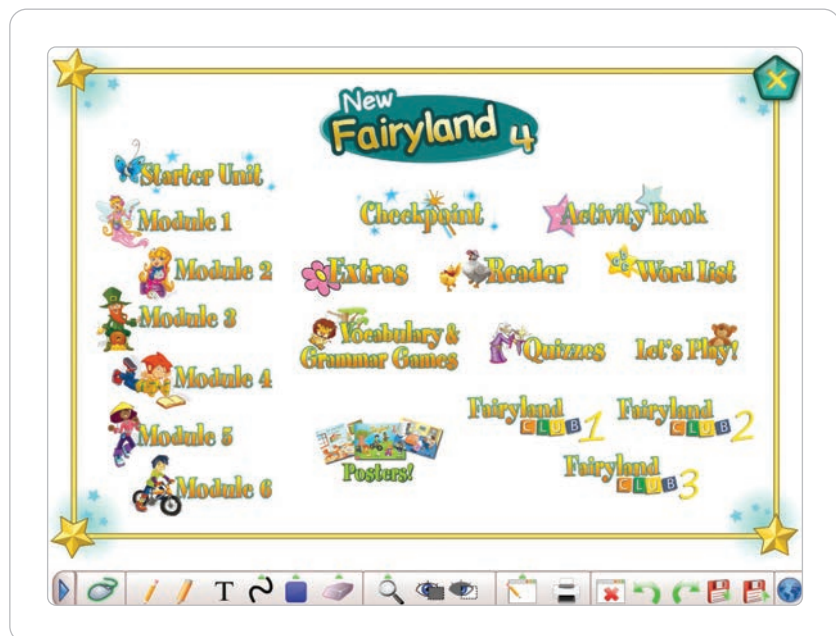 New
Fairyland 4
Starter Unit
Module 1
Module 2
Module 3
Module 4
Module 5
Module 6
Checkpoint
Activity Book
Extras
Reader
abc
Word List
Vocabulary &
Grammar Games
Quizzes
Let's Play!
Posters!
Fairyland
CLUB 1
Fairyland
CLUB 2
Fairyland
CLUB 3
T